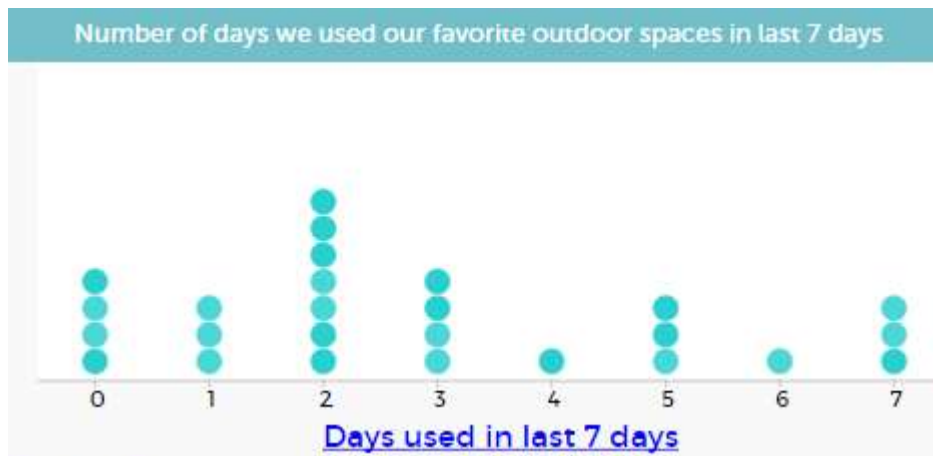 Number of days we used our favorite outdoor spaces in last 7 days
0 1 2 3 4 5 6 7
Days used in last 7 days